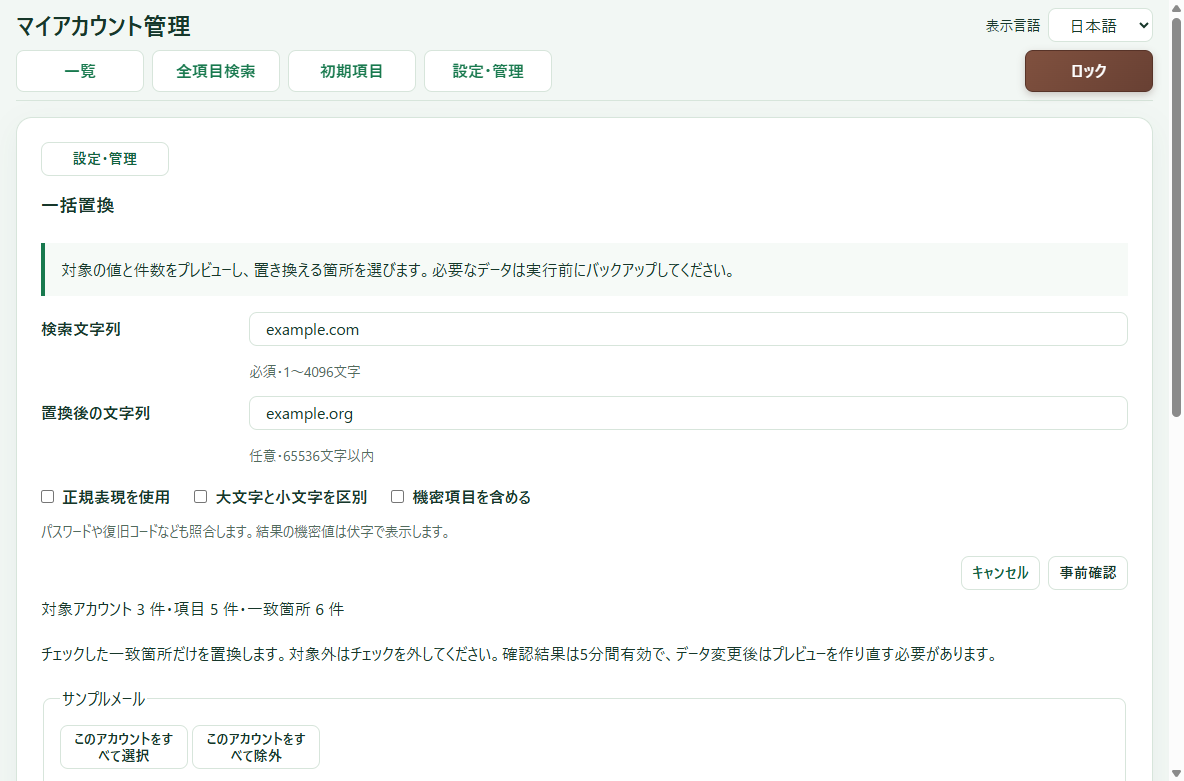 マイアカウント管理
表示言語 日本語
一覧 全項目検索 初期項目 設定・管理 ロック
設定・管理
一括置換
対象の値と件数をプレビューし、置き換える箇所を選びます。必要なデータは実行前にバックアップしてください。
検索文字列 example.com
必須・1～4096文字
置換後の文字列 example.org
任意・65536文字以内
正規表現を使用 大文字と小文字を区別 機密項目を含める
パスワードや復旧コードなども照合します。結果の機密値は伏字で表示します。
キャンセル 事前確認
対象アカウント 3 件・項目 5 件・一致箇所 6 件
チェックした一致箇所だけを置換します。対象外はチェックを外してください。確認結果は5分間有効で、データ変更後はプレビューを作り直す必要があります。
サンプルメール
このアカウントをす
べて選択
このアカウントをす
べて除外